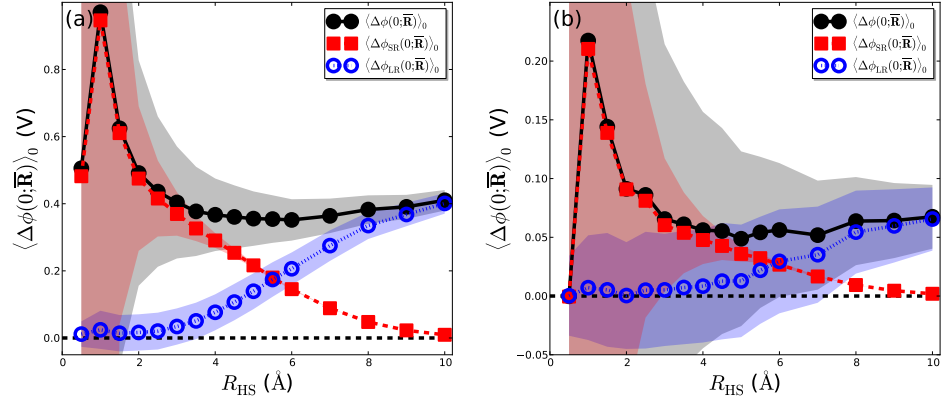 (a)
⟨Δϕ(0;R̅)⟩₀
⟨Δϕ_SR(0;R̅)⟩₀
⟨Δϕ_LR(0;R̅)⟩₀
⟨Δϕ(0;R̅)⟩₀ (V)
0.8
0.6
0.4
0.2
0.0
0 2 4 6 8 10
R_HS (Å)
(b)
⟨Δϕ(0;R̅)⟩₀
⟨Δϕ_SR(0;R̅)⟩₀
⟨Δϕ_LR(0;R̅)⟩₀
⟨Δϕ(0;R̅)⟩₀ (V)
0.20
0.15
0.10
0.05
0.00
−0.05
0 2 4 6 8 10
R_HS (Å)